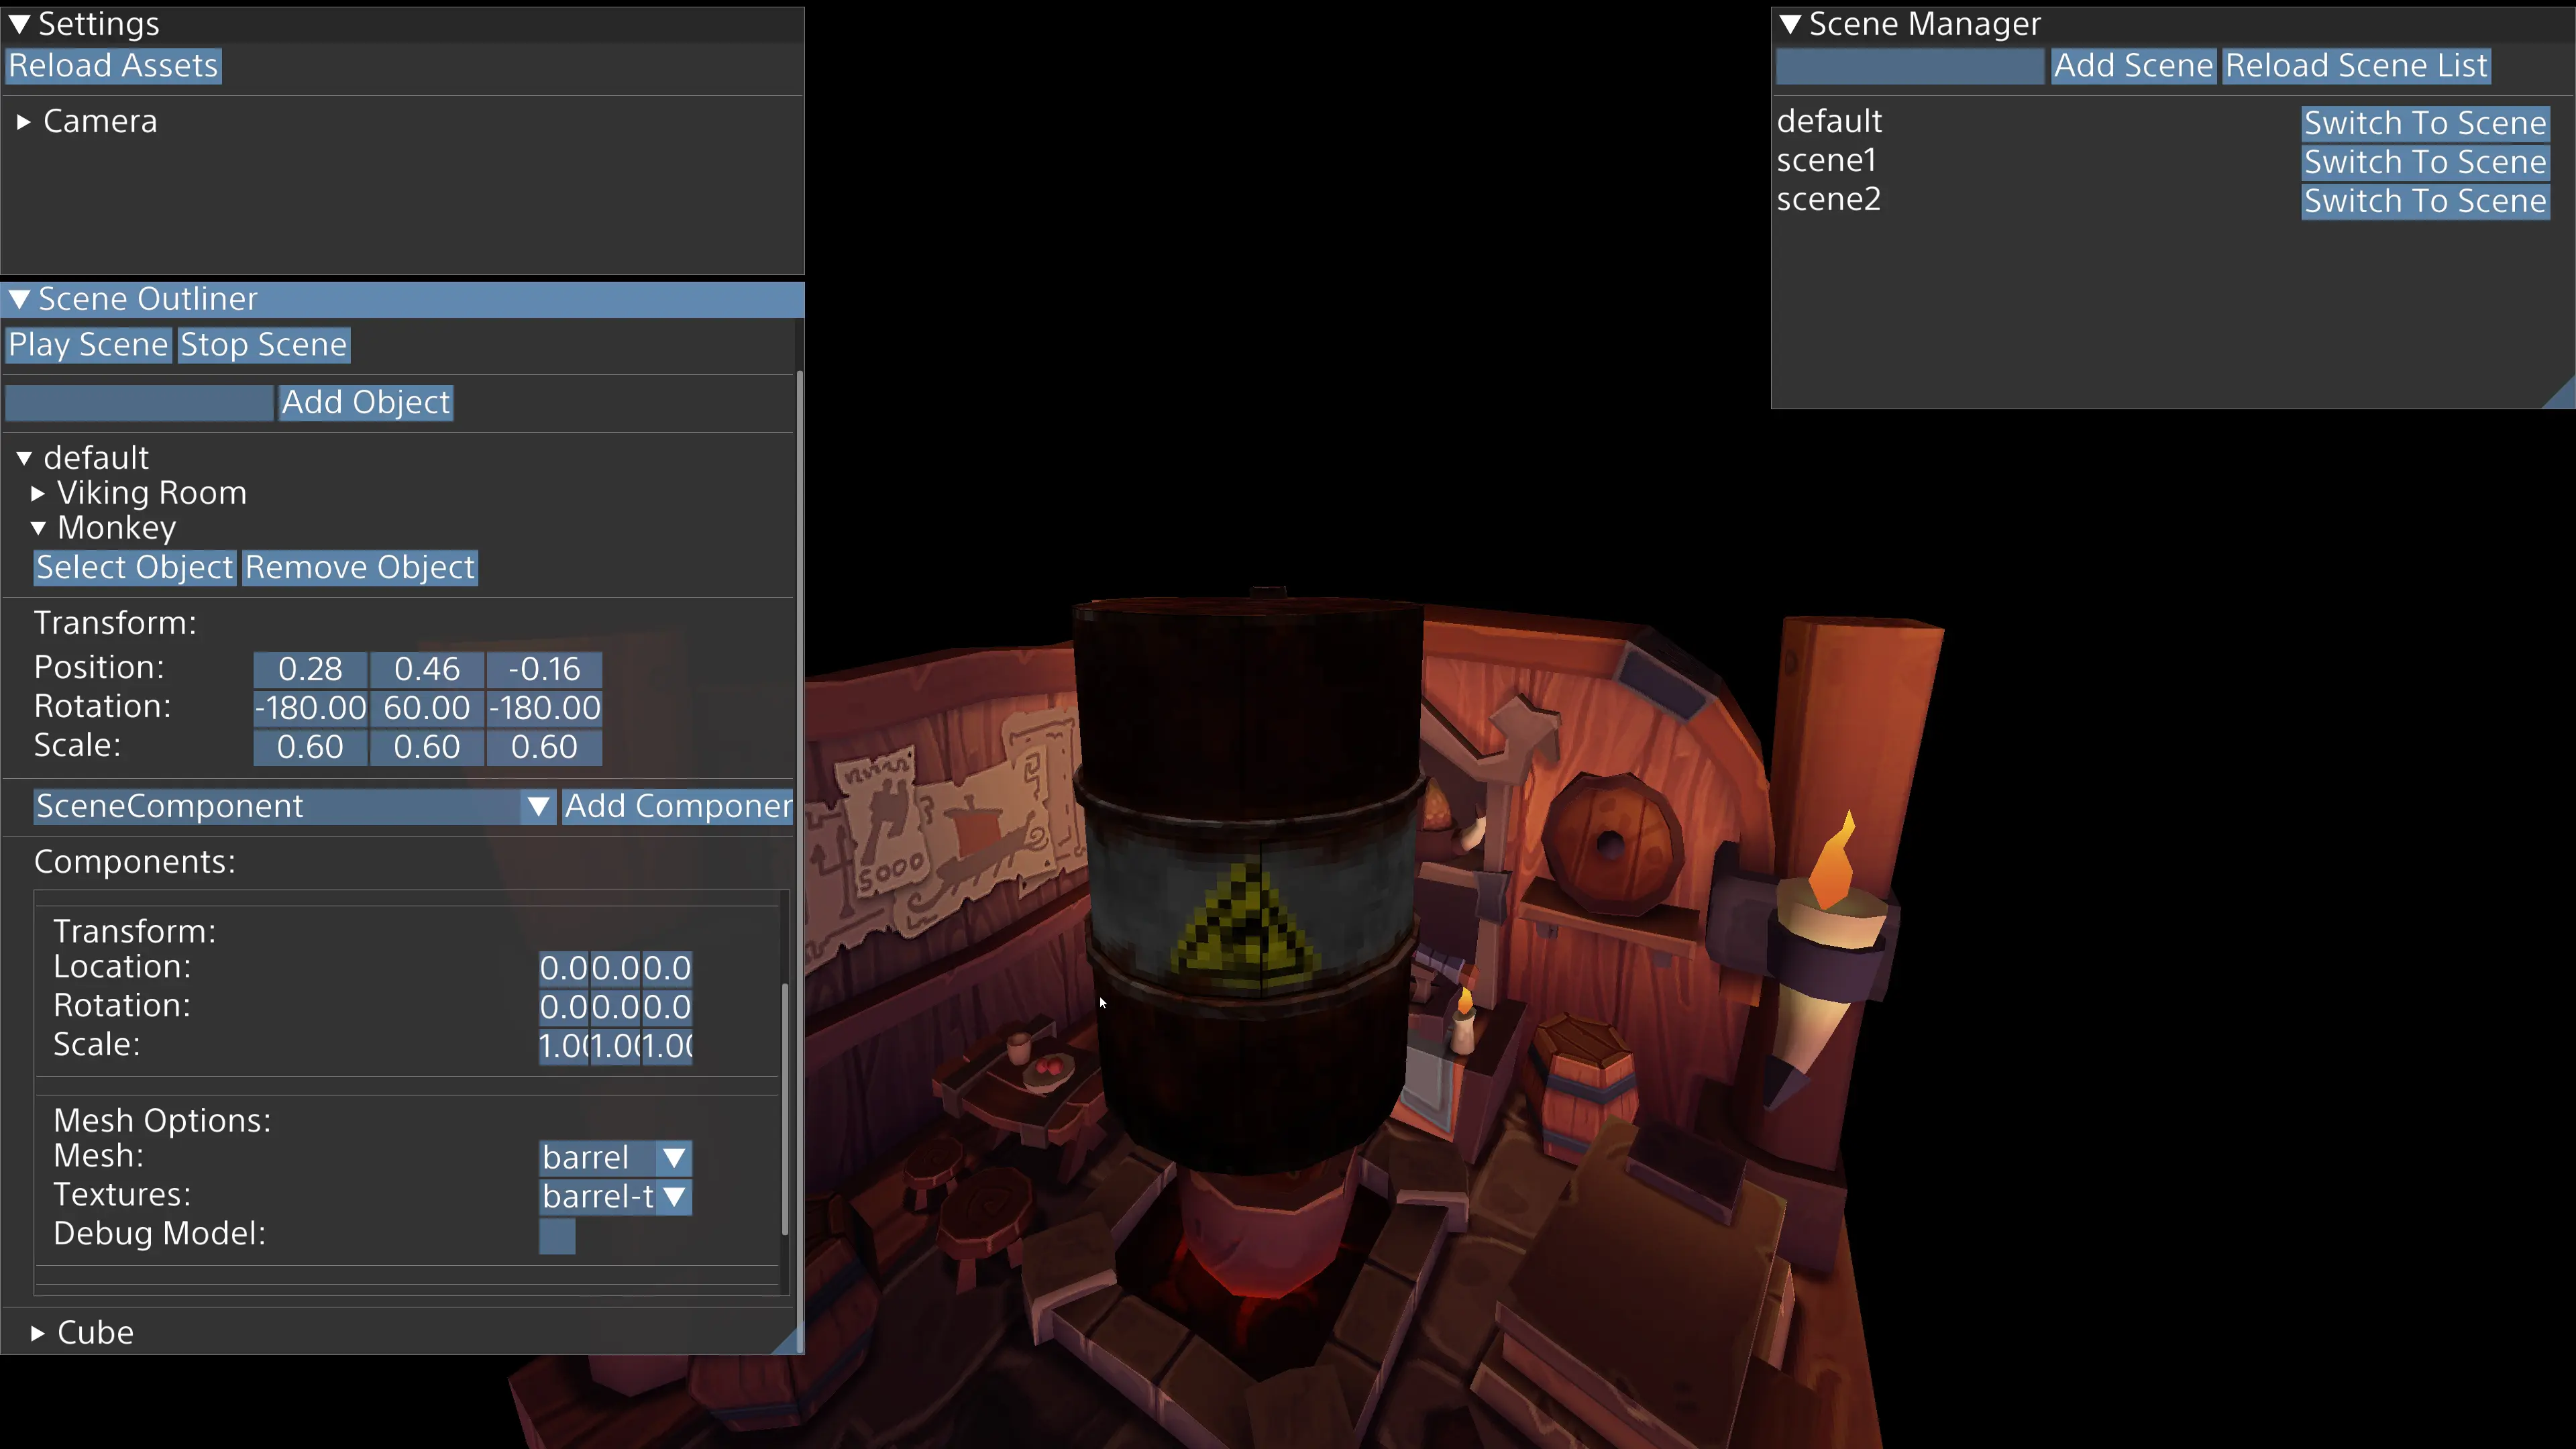 Settings
Reload Assets
Camera
Scene Outliner
Play Scene Stop Scene
Add Object
default
Viking Room
Monkey
Select Object Remove Object
Transform:
Position: 0.28 0.46 -0.16
Rotation: -180.00 60.00 -180.00
Scale: 0.60 0.60 0.60
SceneComponent Add Componen
Components:
Transform:
Location: 0.0 0.0 0.0
Rotation: 0.0 0.0 0.0
Scale: 1.00 1.00 1.00
Mesh Options:
Mesh: barrel
Textures: barrel-t
Debug Model:
Cube
Scene Manager
Add Scene Reload Scene List
default Switch To Scene
scene1 Switch To Scene
scene2 Switch To Scene
5000